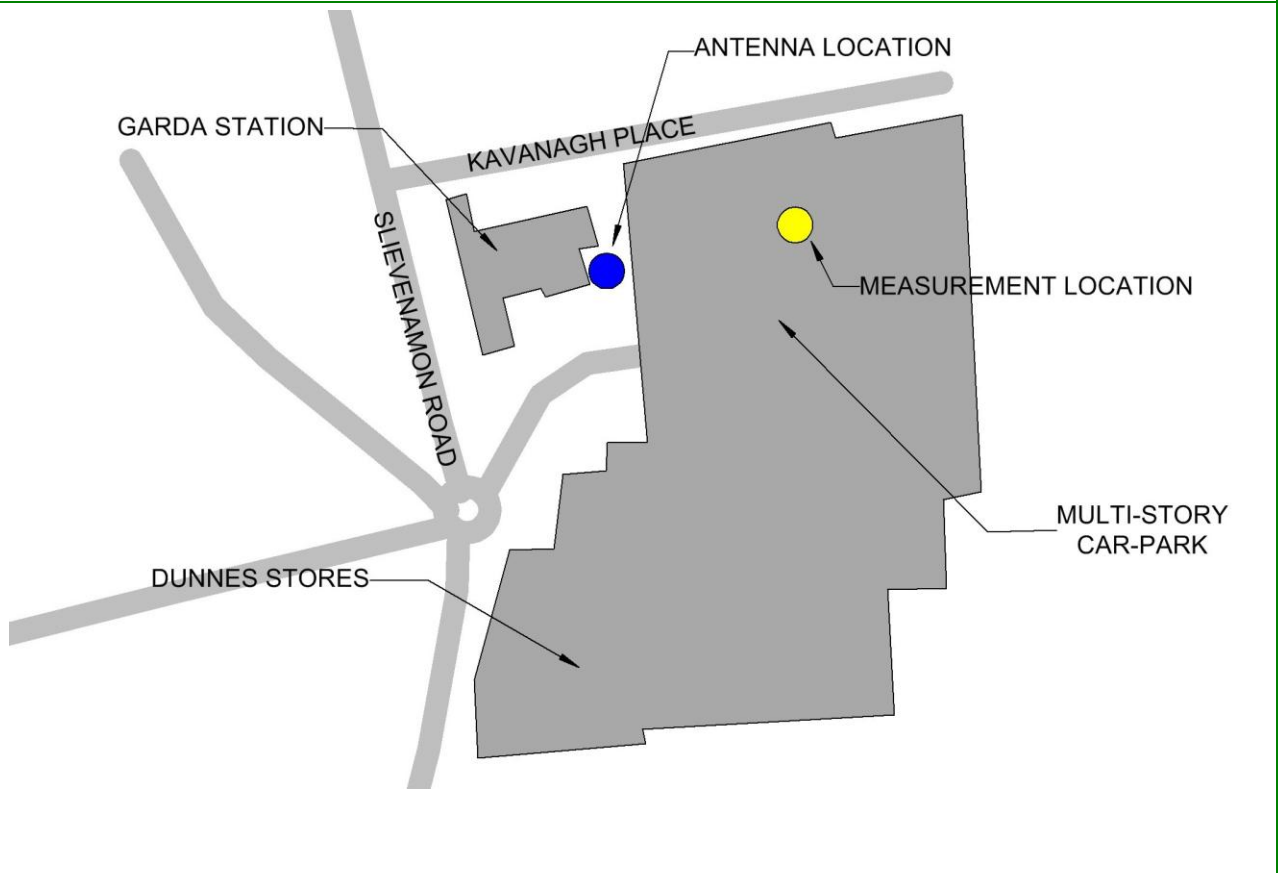 ANTENNA LOCATION
GARDA STATION
KAVANAGH PLACE
SLIEVENAMON ROAD
MEASUREMENT LOCATION
MULTI-STORY
CAR-PARK
DUNNES STORES